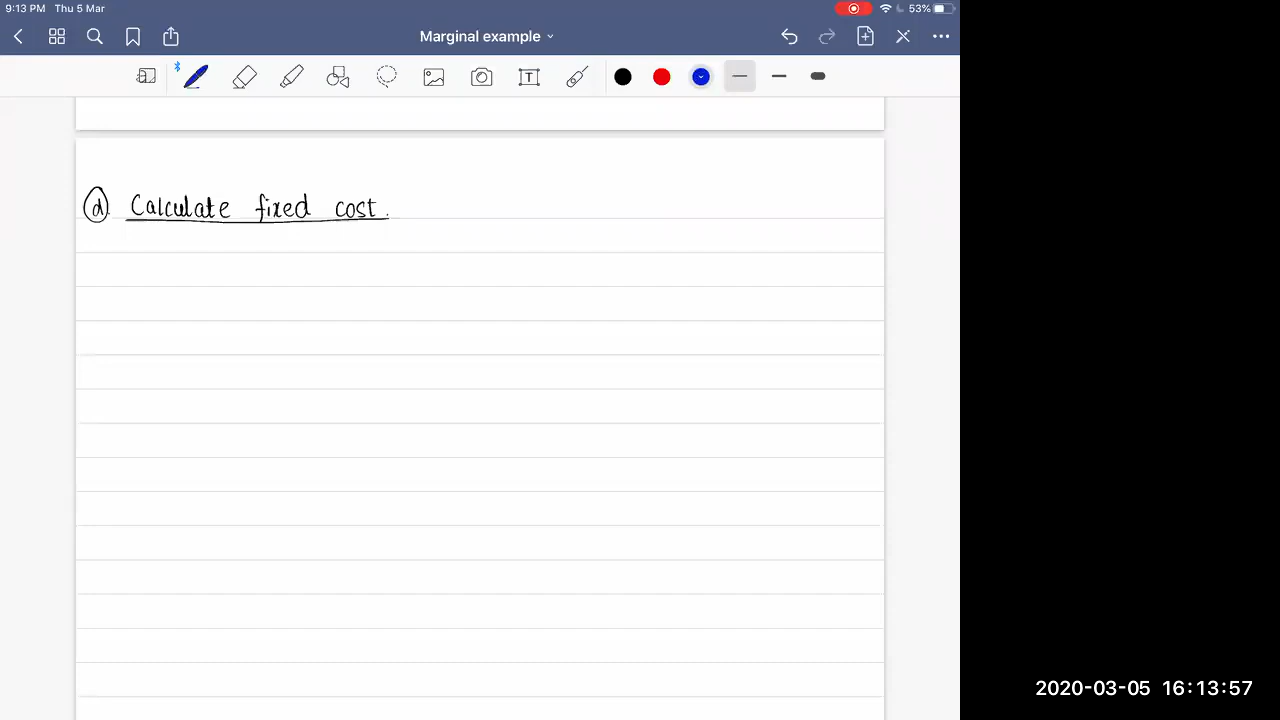 9:13 PM Thu 5 Mar
53%
Marginal example
T
d Calculate fixed cost.
2020-03-05 16:13:57